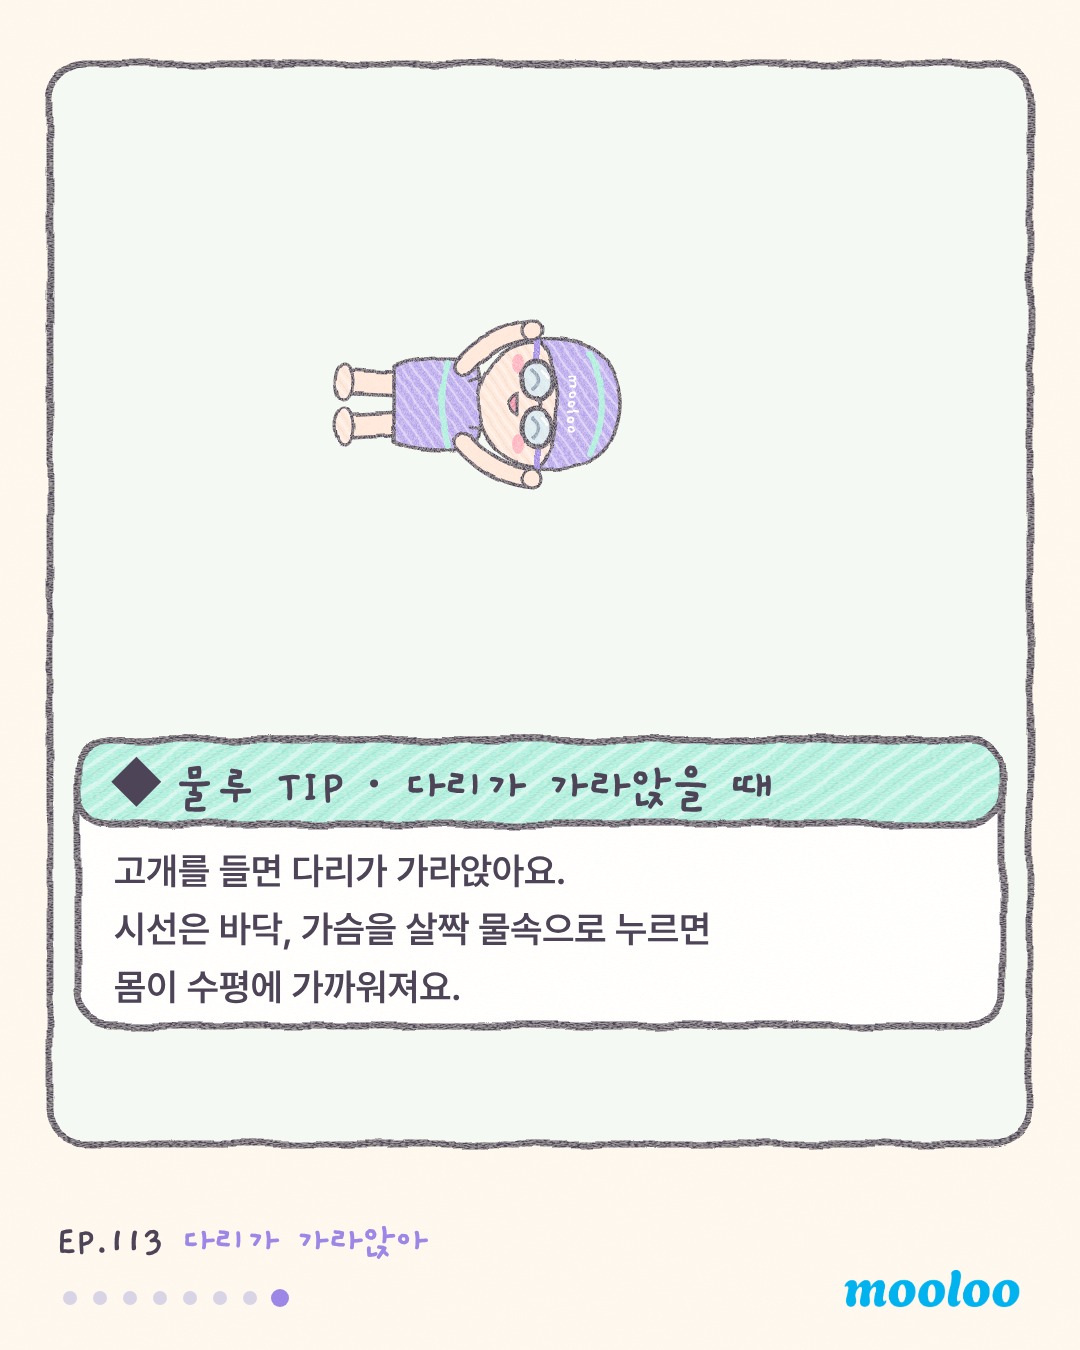 mooloo
◆ 물루 TIP · 다리가 가라앉을 때
고개를 들면 다리가 가라앉아요.
시선은 바닥, 가슴을 살짝 물속으로 누르면
몸이 수평에 가까워져요.
EP.113 다리가 가라앉아
mooloo